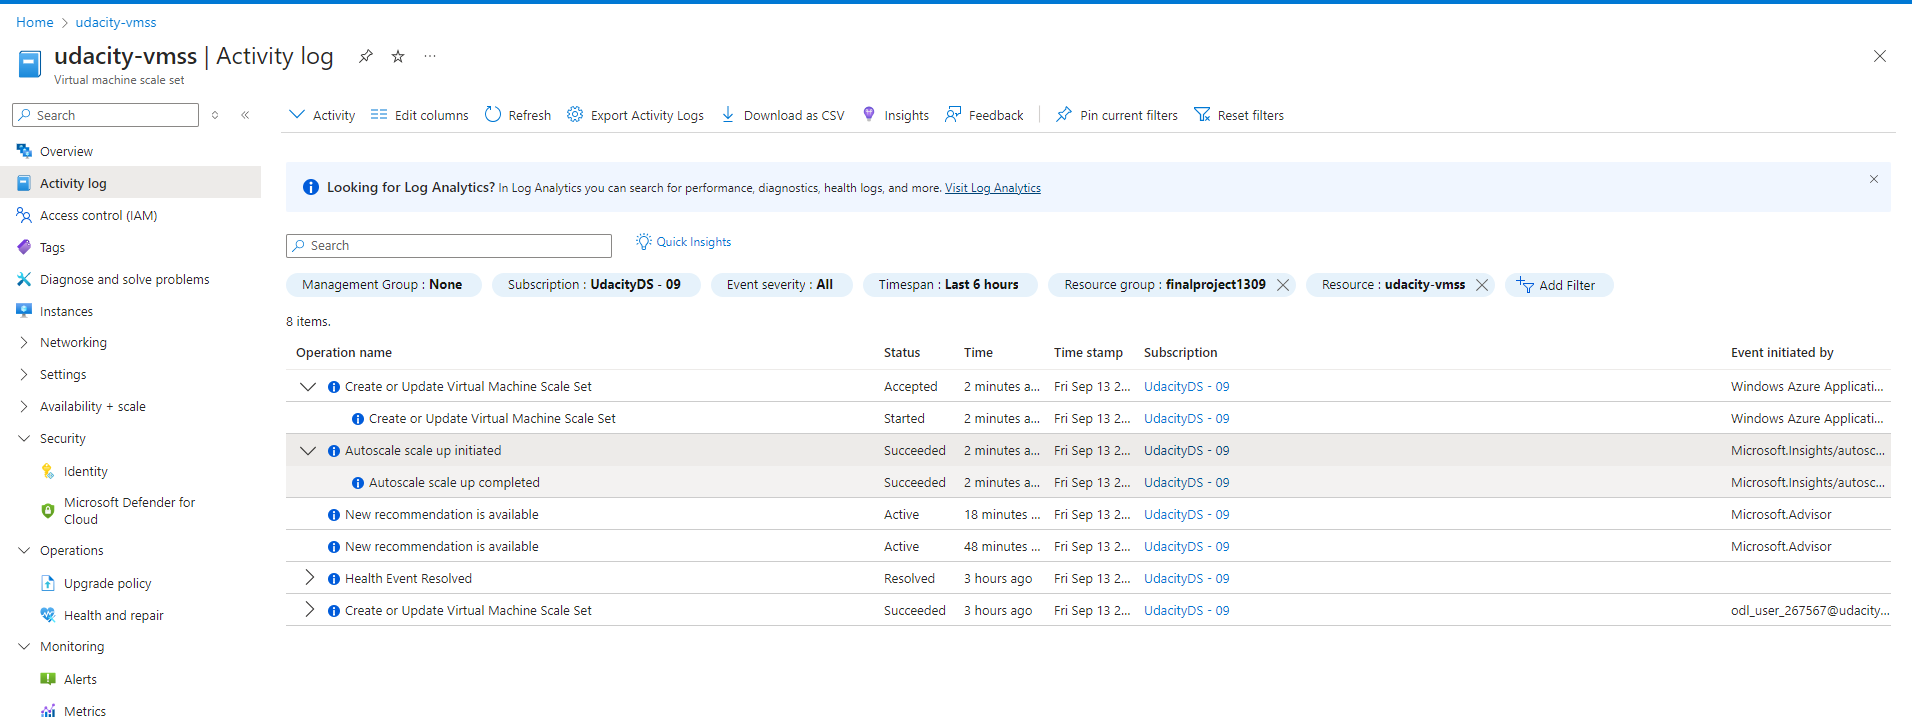 Home > udacity-vmss
udacity-vmss | Activity log
Virtual machine scale set
Search
Overview
Activity log
Access control (IAM)
Tags
Diagnose and solve problems
Instances
Networking
Settings
Availability + scale
Security
Identity
Microsoft Defender for
Cloud
Operations
Upgrade policy
Health and repair
Monitoring
Alerts
Metrics
Activity Edit columns Refresh Export Activity Logs Download as CSV Insights Feedback Pin current filters Reset filters
Looking for Log Analytics? In Log Analytics you can search for performance, diagnostics, health logs, and more. Visit Log Analytics
Search Quick Insights
Management Group : None Subscription : UdacityDS - 09 Event severity : All Timespan : Last 6 hours Resource group : finalproject1309 Resource : udacity-vmss Add Filter
8 items.
Operation name Status Time Time stamp Subscription Event initiated by
Create or Update Virtual Machine Scale Set Accepted 2 minutes a... Fri Sep 13 2... UdacityDS - 09 Windows Azure Applicati...
Create or Update Virtual Machine Scale Set Started 2 minutes a... Fri Sep 13 2... UdacityDS - 09 Windows Azure Applicati...
Autoscale scale up initiated Succeeded 2 minutes a... Fri Sep 13 2... UdacityDS - 09 Microsoft.Insights/autosc...
Autoscale scale up completed Succeeded 2 minutes a... Fri Sep 13 2... UdacityDS - 09 Microsoft.Insights/autosc...
New recommendation is available Active 18 minutes ... Fri Sep 13 2... UdacityDS - 09 Microsoft.Advisor
New recommendation is available Active 48 minutes ... Fri Sep 13 2... UdacityDS - 09 Microsoft.Advisor
Health Event Resolved Resolved 3 hours ago Fri Sep 13 2... UdacityDS - 09
Create or Update Virtual Machine Scale Set Succeeded 3 hours ago Fri Sep 13 2... UdacityDS - 09 odl_user_267567@udacity...